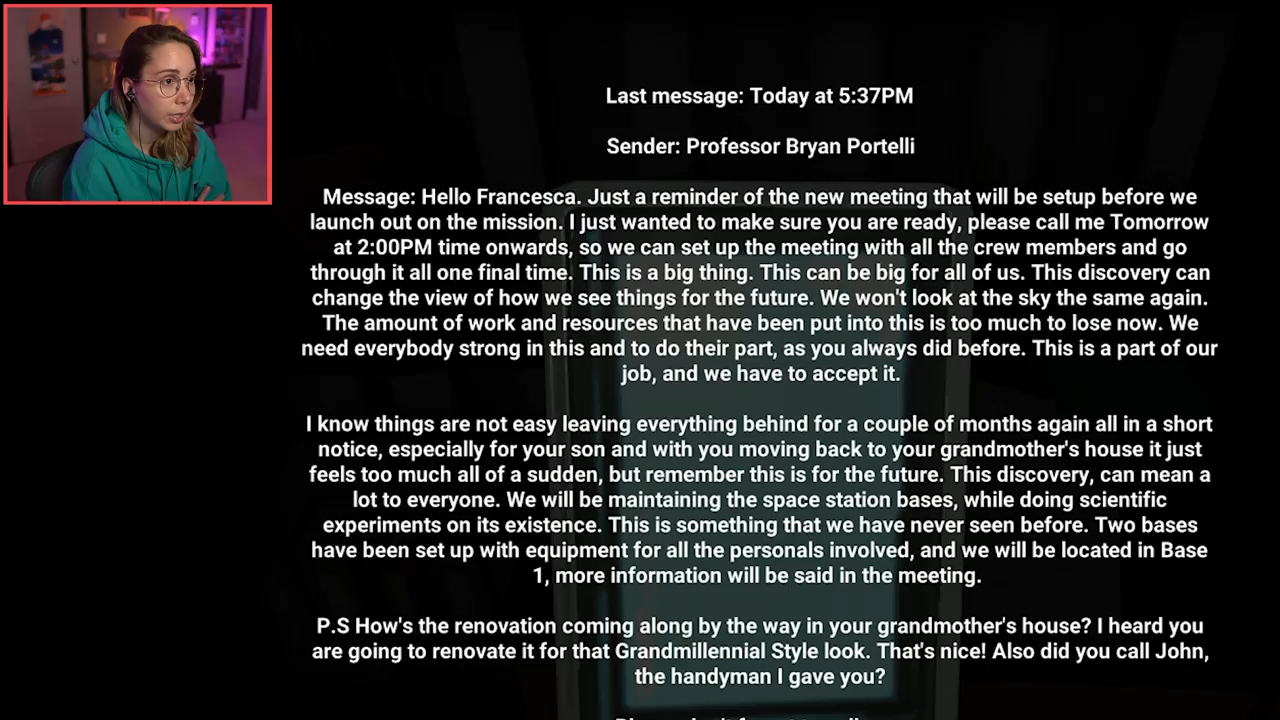 Last message: Today at 5:37PM
Sender: Professor Bryan Portelli
Message: Hello Francesca. Just a reminder of the new meeting that will be setup before we
launch out on the mission. I just wanted to make sure you are ready, please call me Tomorrow
at 2:00PM time onwards, so we can set up the meeting with all the crew members and go
through it all one final time. This is a big thing. This can be big for all of us. This discovery can
change the view of how we see things for the future. We won't look at the sky the same again.
The amount of work and resources that have been put into this is too much to lose now. We
need everybody strong in this and to do their part, as you always did before. This is a part of our
job, and we have to accept it.
I know things are not easy leaving everything behind for a couple of months again all in a short
notice, especially for your son and with you moving back to your grandmother's house it just
feels too much all of a sudden, but remember this is for the future. This discovery, can mean a
lot to everyone. We will be maintaining the space station bases, while doing scientific
experiments on its existence. This is something that we have never seen before. Two bases
have been set up with equipment for all the personals involved, and we will be located in Base
1, more information will be said in the meeting.
P.S How's the renovation coming along by the way in your grandmother's house? I heard you
are going to renovate it for that Grandmillennial Style look. That's nice! Also did you call John,
the handyman I gave you?